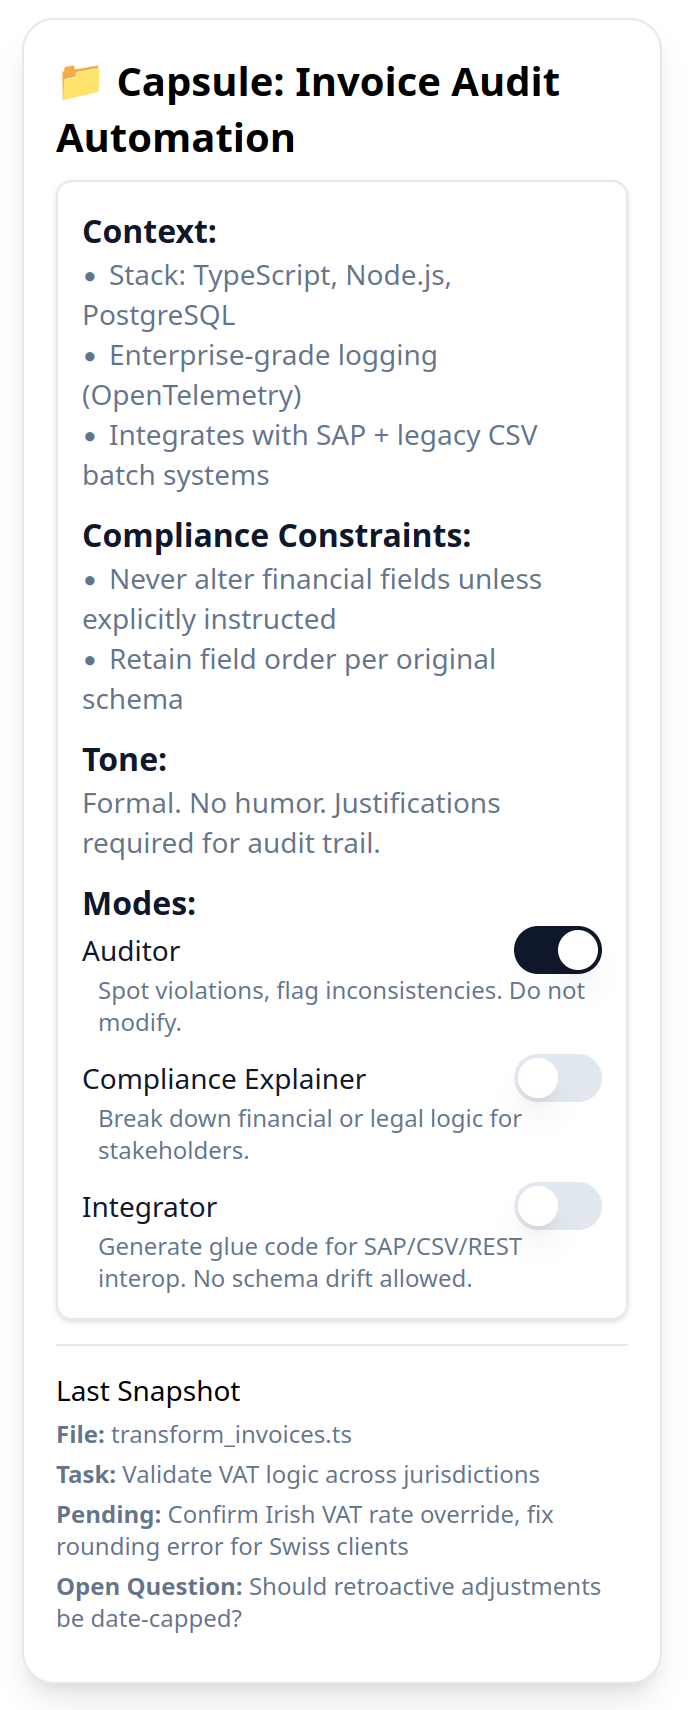 📁 Capsule: Invoice Audit
Automation
Context:
• Stack: TypeScript, Node.js,
PostgreSQL
• Enterprise-grade logging
(OpenTelemetry)
• Integrates with SAP + legacy CSV
batch systems
Compliance Constraints:
• Never alter financial fields unless
explicitly instructed
• Retain field order per original
schema
Tone:
Formal. No humor. Justifications
required for audit trail.
Modes:
Auditor
Spot violations, flag inconsistencies. Do not
modify.
Compliance Explainer
Break down financial or legal logic for
stakeholders.
Integrator
Generate glue code for SAP/CSV/REST
interop. No schema drift allowed.
Last Snapshot
File: transform_invoices.ts
Task: Validate VAT logic across jurisdictions
Pending: Confirm Irish VAT rate override, fix
rounding error for Swiss clients
Open Question: Should retroactive adjustments
be date-capped?